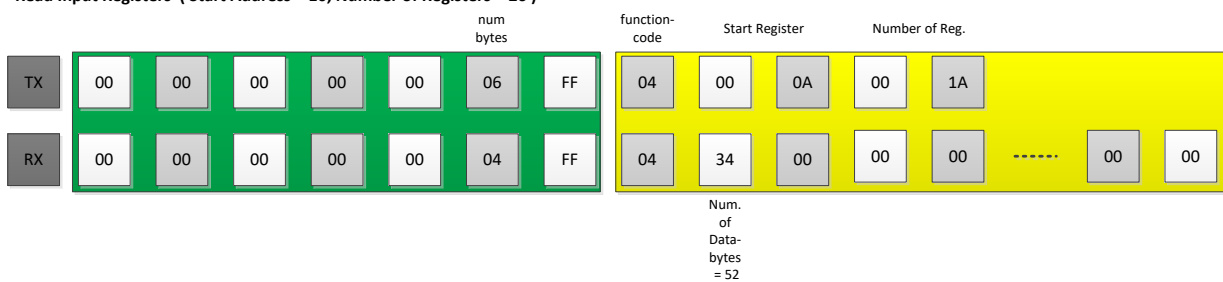 num
bytes
function-
code
Start Register
Number of Reg.
TX 00 00 00 00 00 06 FF 04 00 0A 00 1A
RX 00 00 00 00 00 04 FF 04 34 00 00 00 ------ 00 00
Num.
of
Data-
bytes
= 52